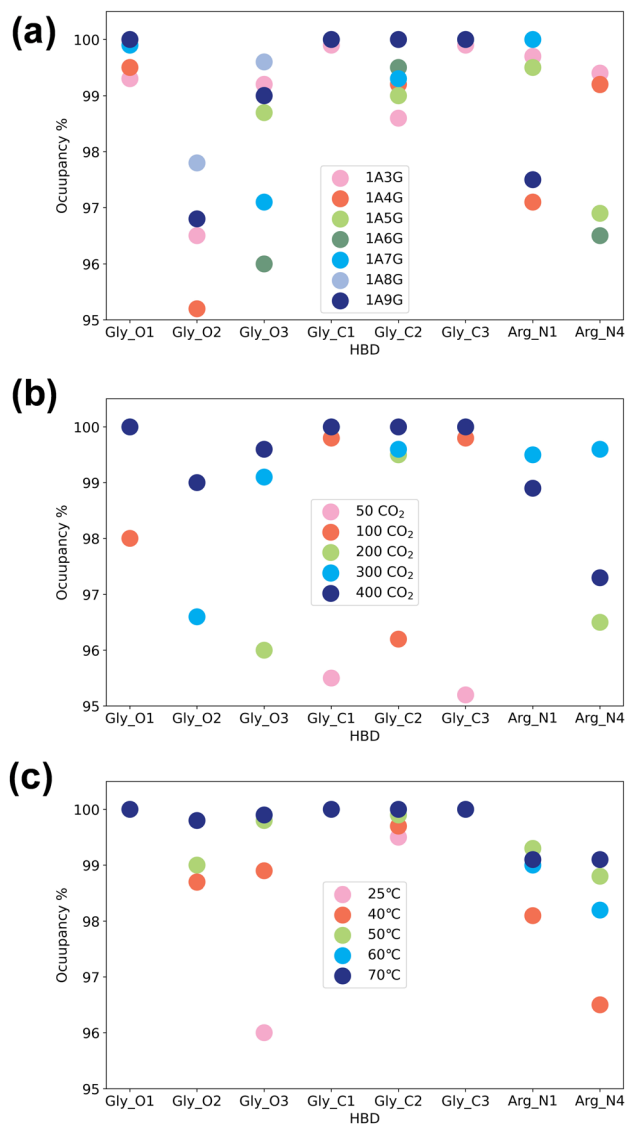 (a)
Ocuupancy %
100
99
98
97
96
95
1A3G
1A4G
1A5G
1A6G
1A7G
1A8G
1A9G
Gly_O1 Gly_O2 Gly_O3 Gly_C1 Gly_C2 Gly_C3 Arg_N1 Arg_N4
HBD
(b)
Ocuupancy %
100
99
98
97
96
95
50 CO₂
100 CO₂
200 CO₂
300 CO₂
400 CO₂
Gly_O1 Gly_O2 Gly_O3 Gly_C1 Gly_C2 Gly_C3 Arg_N1 Arg_N4
HBD
(c)
Ocuupancy %
100
99
98
97
96
95
25℃
40℃
50℃
60℃
70℃
Gly_O1 Gly_O2 Gly_O3 Gly_C1 Gly_C2 Gly_C3 Arg_N1 Arg_N4
HBD